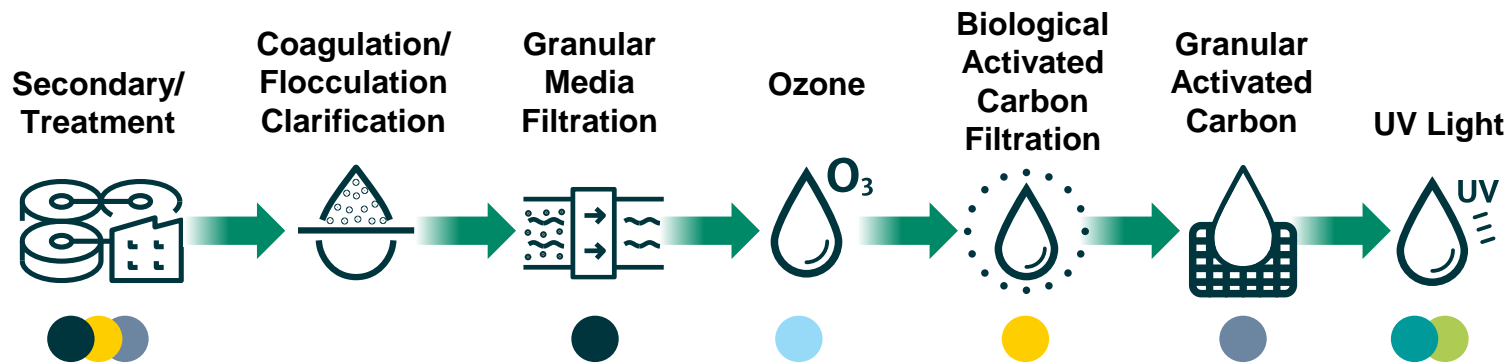 Secondary/
Treatment
Coagulation/
Flocculation
Clarification
Granular
Media
Filtration
Ozone
O3
Biological
Activated
Carbon
Filtration
Granular
Activated
Carbon
UV Light
UV